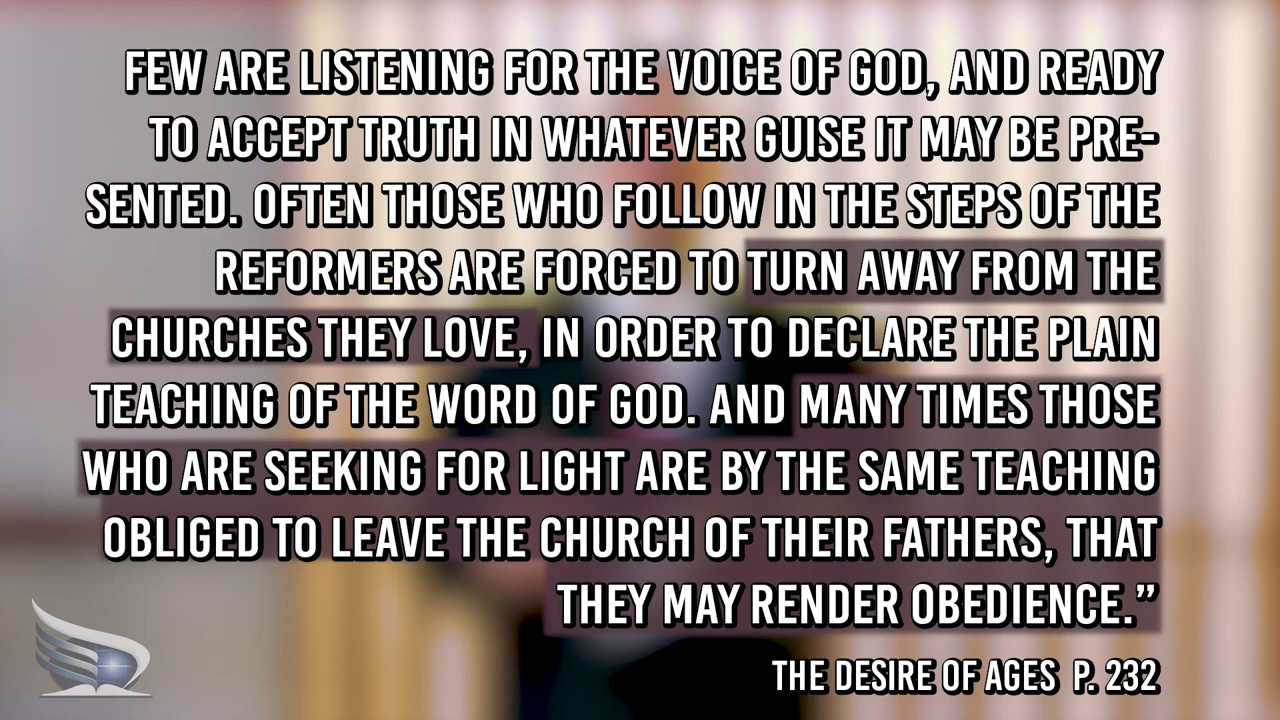 FEW ARE LISTENING FOR THE VOICE OF GOD, AND READY
TO ACCEPT TRUTH IN WHATEVER GUISE IT MAY BE PRE-
SENTED. OFTEN THOSE WHO FOLLOW IN THE STEPS OF THE
REFORMERS ARE FORCED TO TURN AWAY FROM THE
CHURCHES THEY LOVE, IN ORDER TO DECLARE THE PLAIN
TEACHING OF THE WORD OF GOD. AND MANY TIMES THOSE
WHO ARE SEEKING FOR LIGHT ARE BY THE SAME TEACHING
OBLIGED TO LEAVE THE CHURCH OF THEIR FATHERS, THAT
THEY MAY RENDER OBEDIENCE.”
THE DESIRE OF AGES P. 232